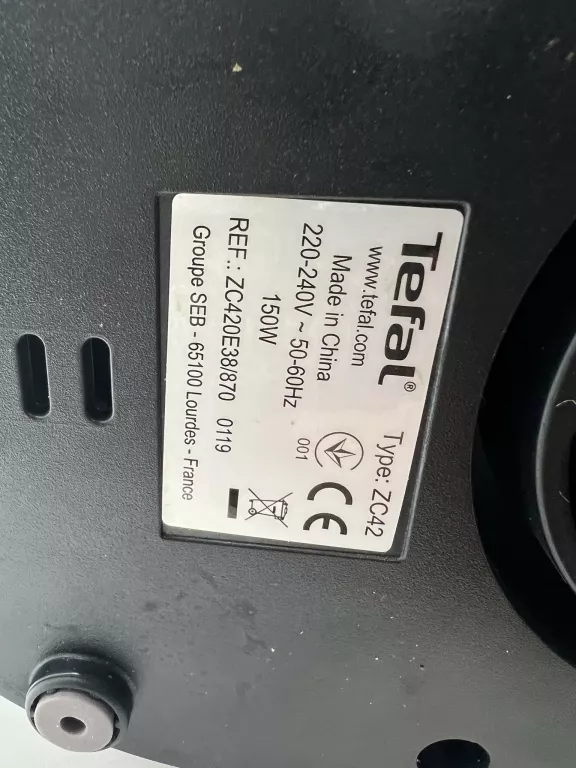 Tefal® Type: ZC42
www.tefal.com
Made in China
220-240V ~ 50-60Hz
150W
REF.: ZC420E38/870 0119
Groupe SEB - 65100 Lourdes - France
001
CE